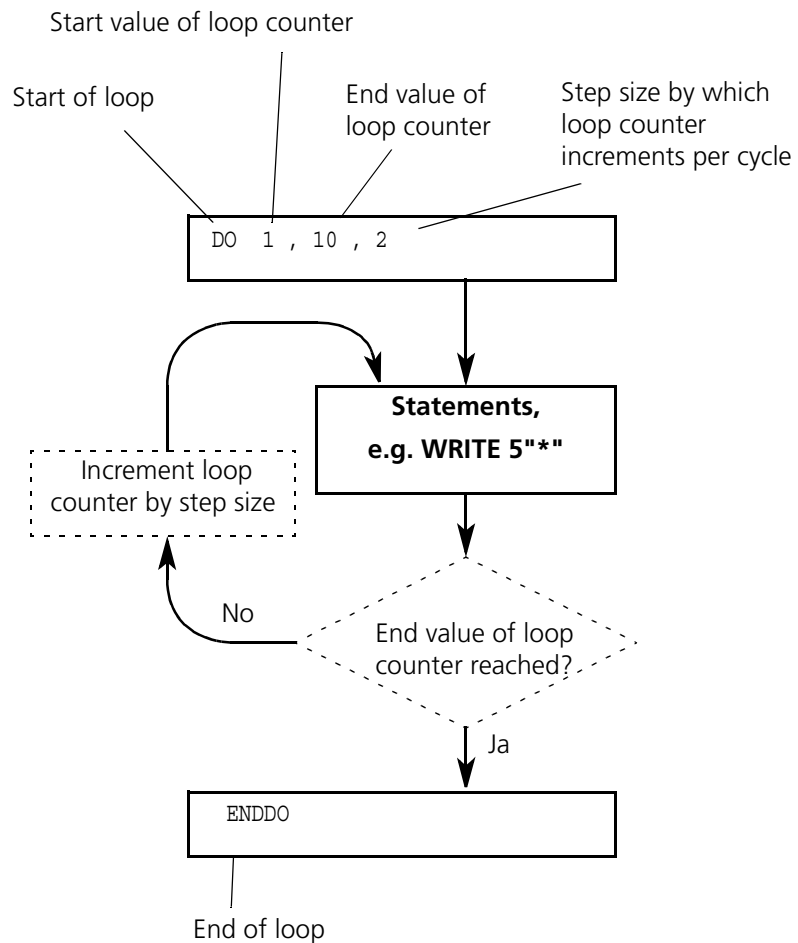 Start value of loop counter
Start of loop
End value of
loop counter
Step size by which
loop counter
increments per cycle
DO 1 , 10 , 2
Statements,
e.g. WRITE 5"*"
Increment loop
counter by step size
No
End value of loop
counter reached?
Ja
ENDDO
End of loop